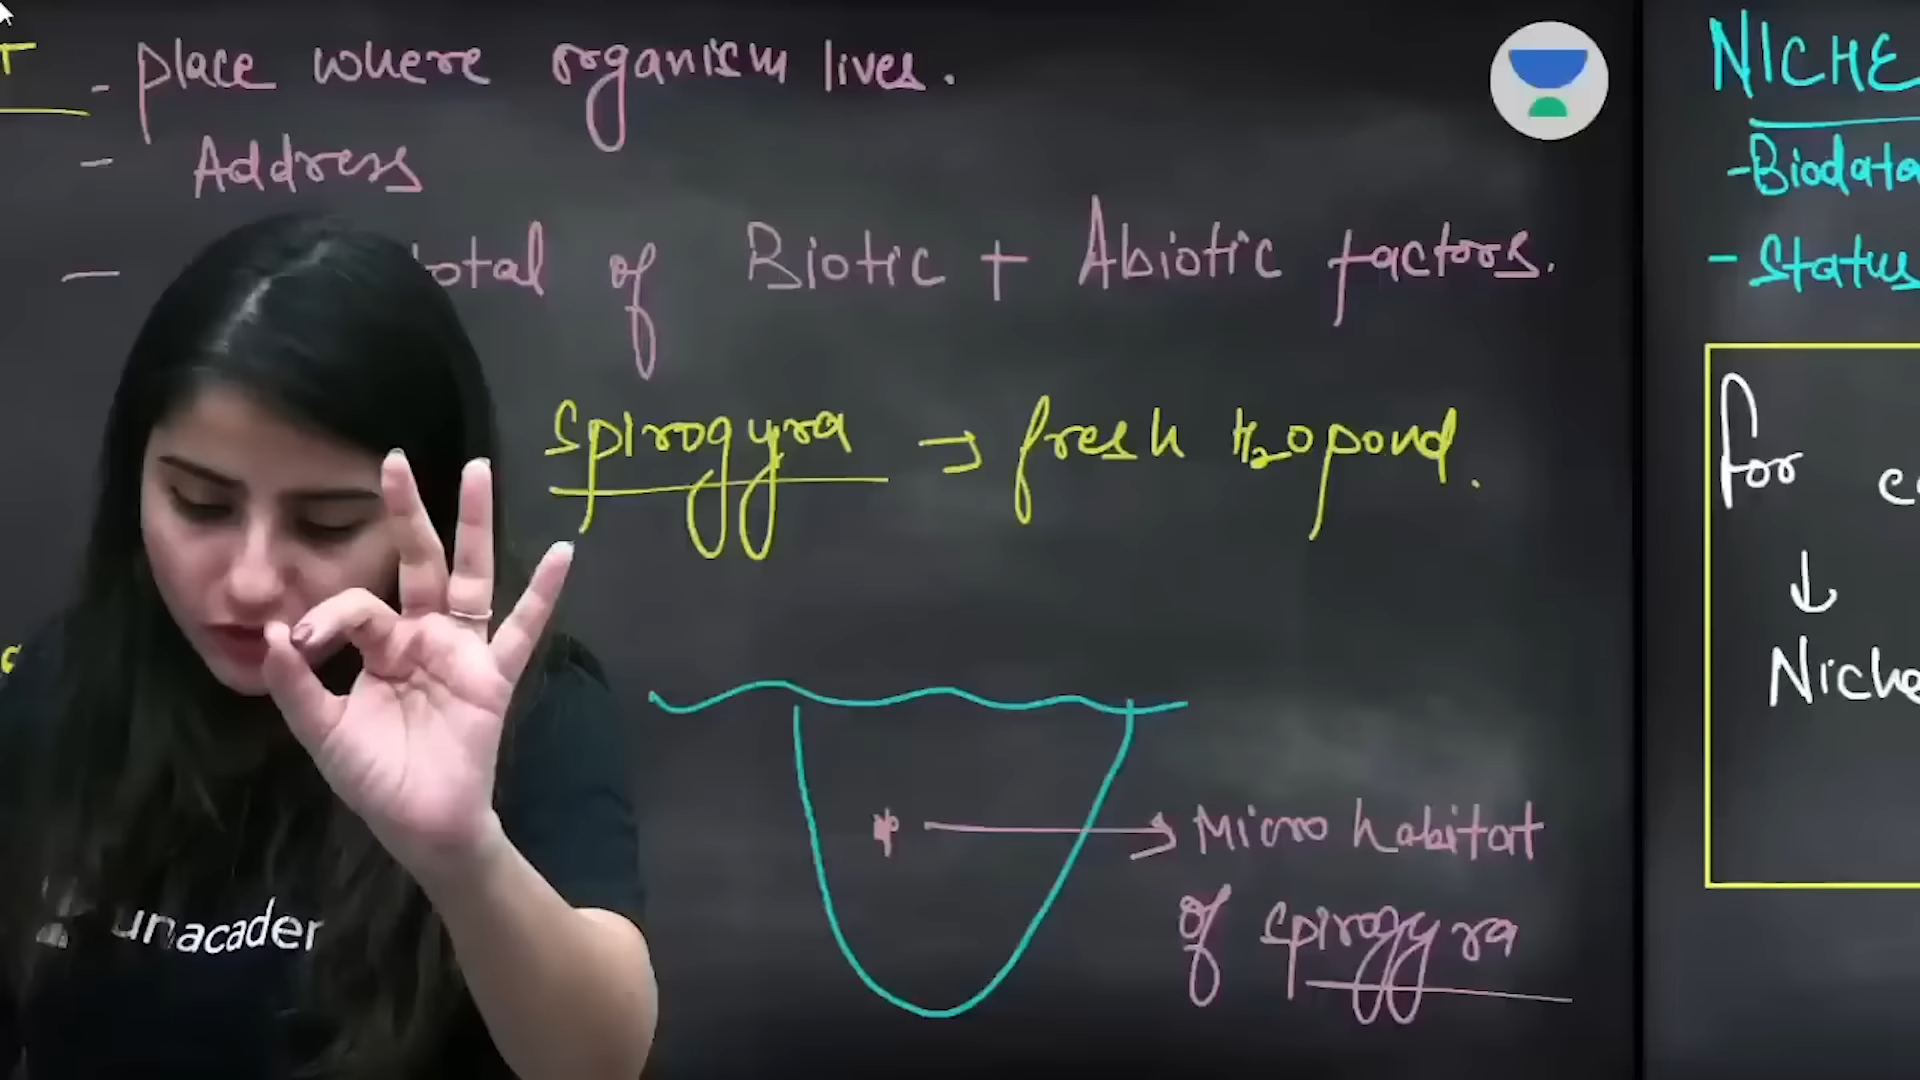 - place where organism lives.
- Address
- total of Biotic + Abiotic factors.
Spirogyra → fresh H2O pond.
* → Micro habitat
of spirogyra
NICHE
- Biodata
- Status
for
↓
Niche
unacader